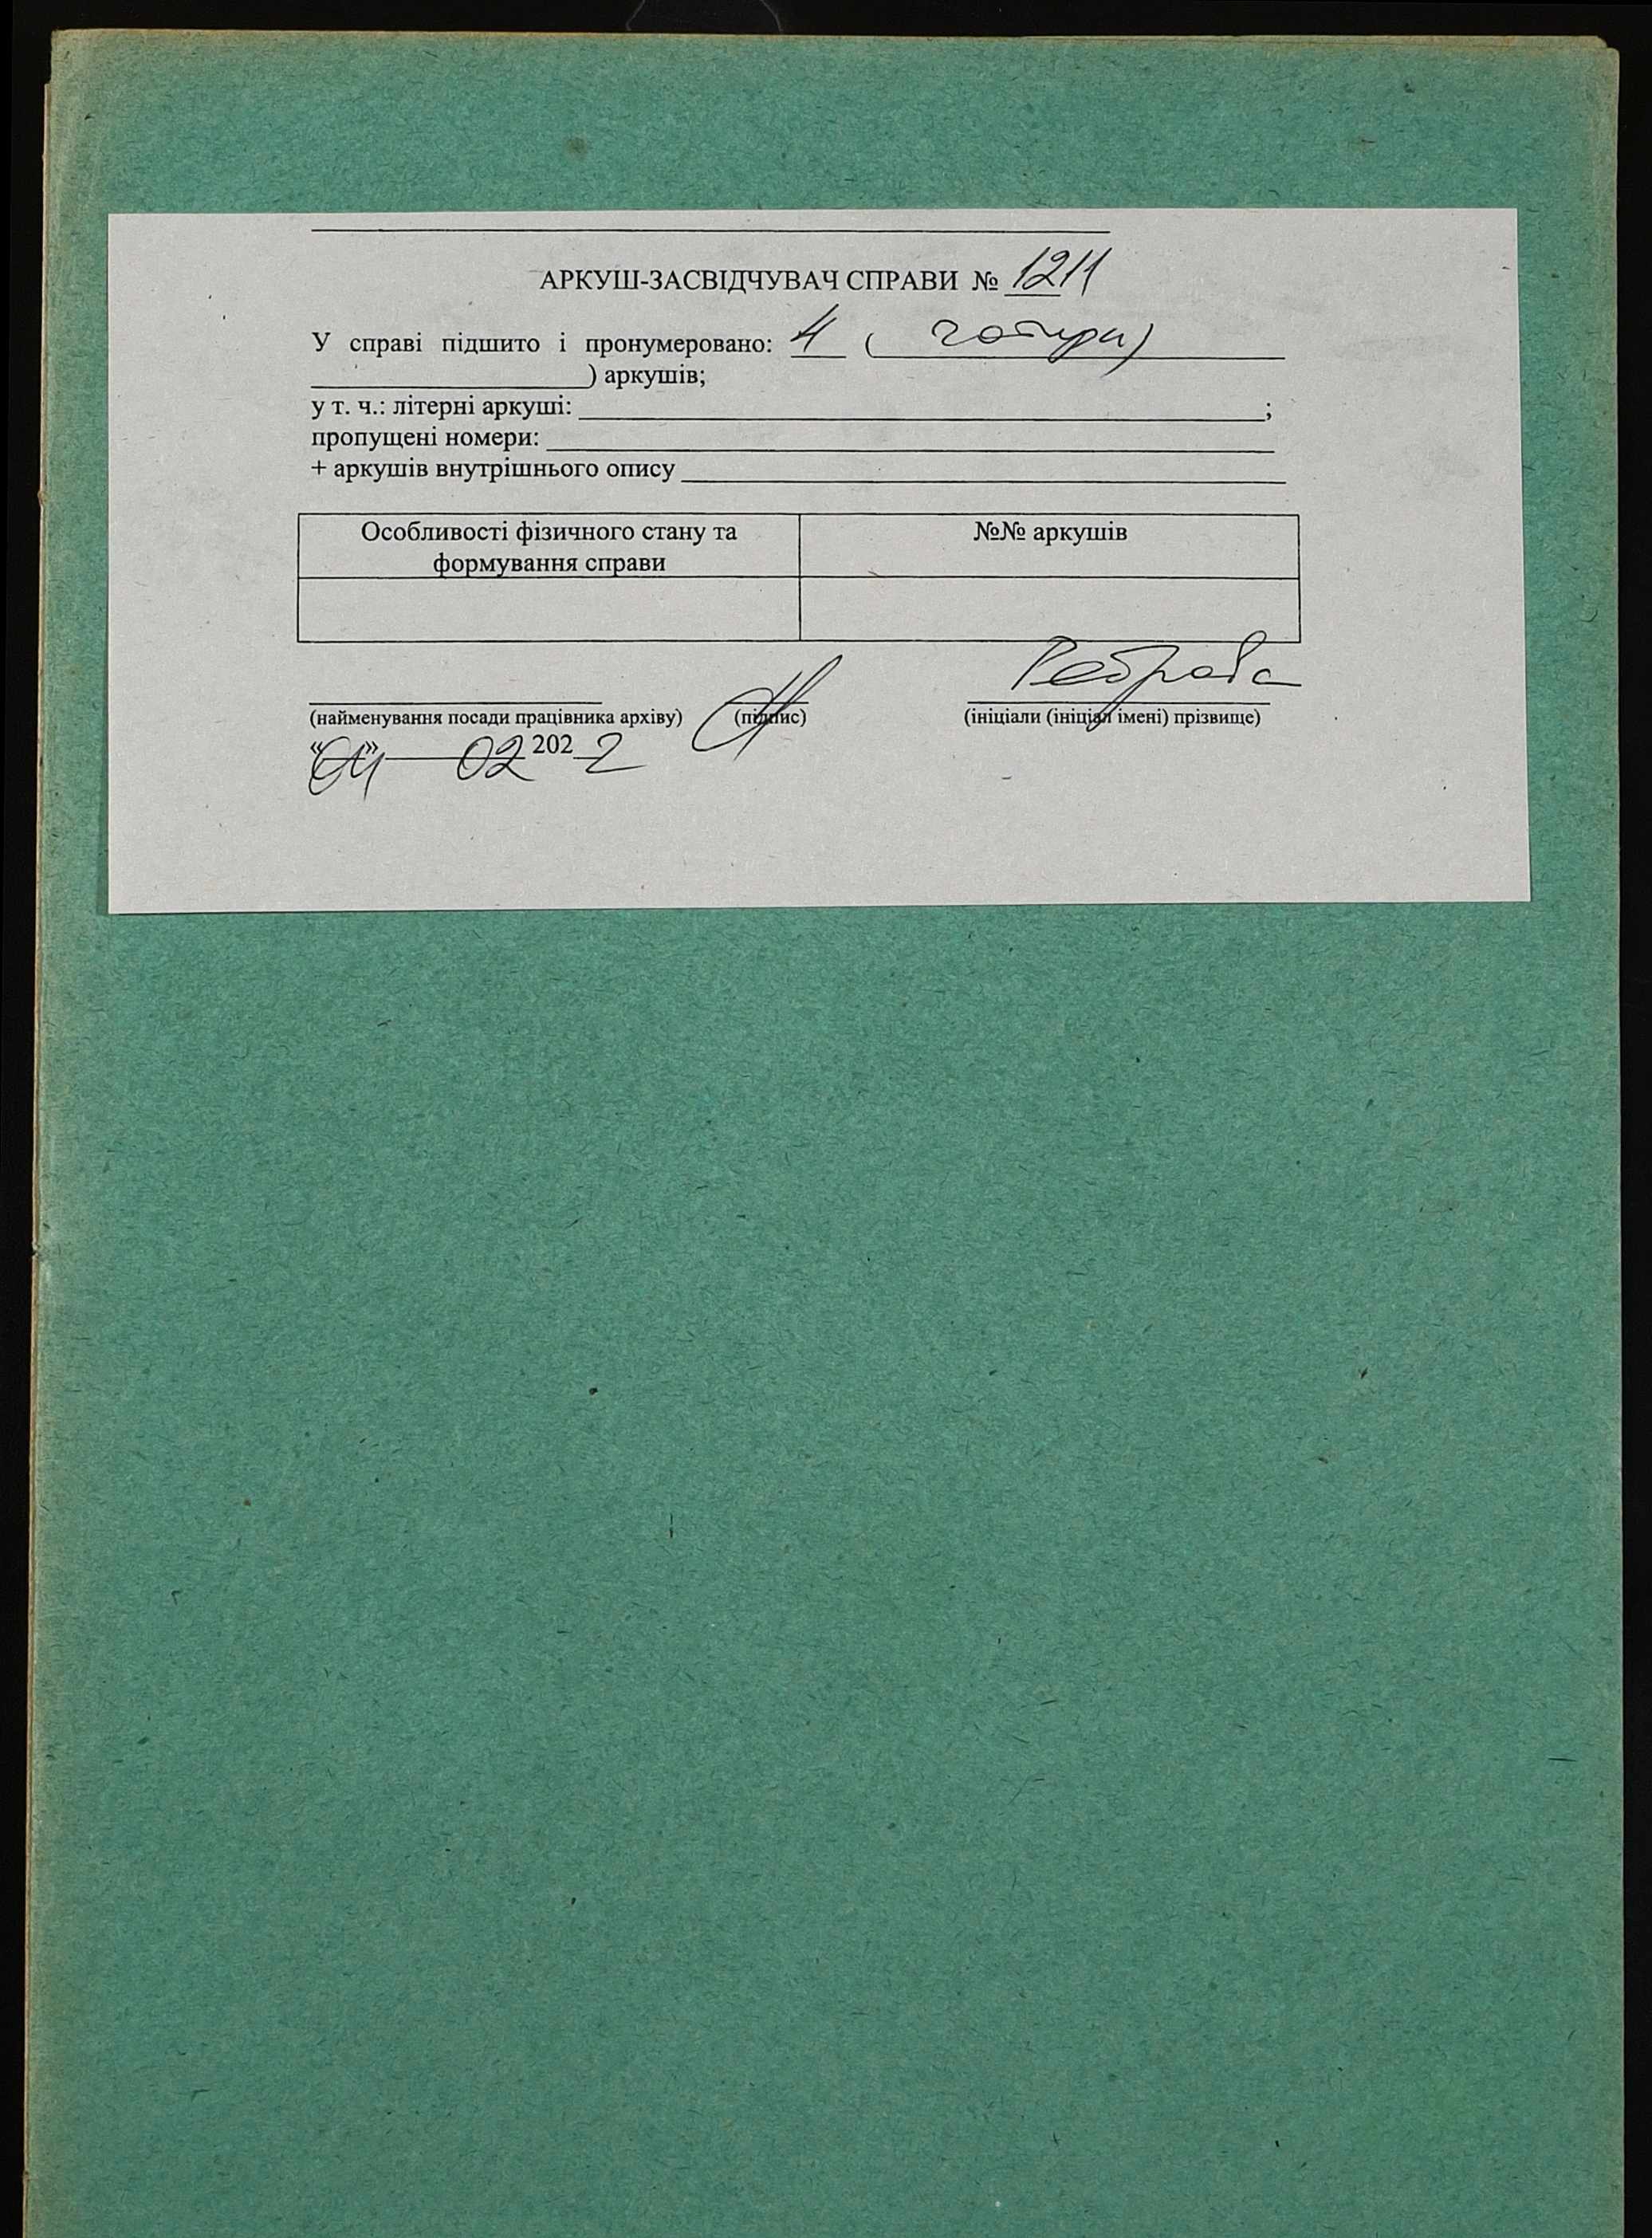 АРКУШ-ЗАСВІДЧУВАЧ СПРАВИ № 1211
У справі підшито і пронумеровано: 4 ( чотири)
) аркушів;
у т. ч.: літерні аркуші: ;
пропущені номери:
+ аркушів внутрішнього опису
Особливості фізичного стану та формування справи
№№ аркушів
Реброва
(найменування посади працівника архіву) (підпис) (ініціали (ініціал імені) прізвище)
«04» 02 2022